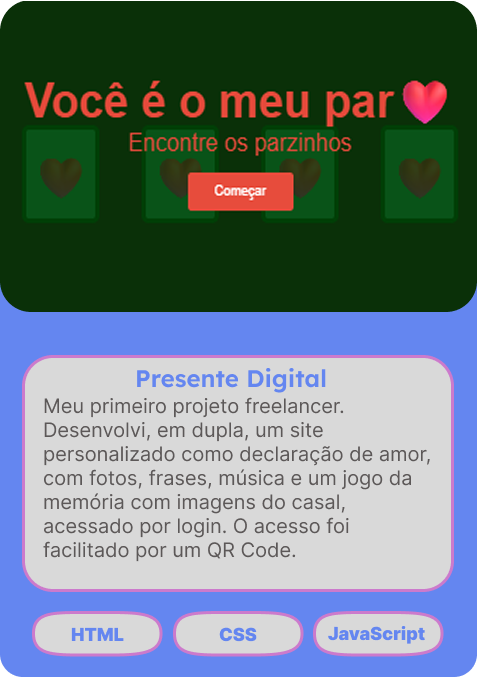 Você é o meu par
Encontre os parzinhos
Começar
Presente Digital
Meu primeiro projeto freelancer.
Desenvolvi, em dupla, um site
personalizado como declaração de amor,
com fotos, frases, música e um jogo da
memória com imagens do casal,
acessado por login. O acesso foi
facilitado por um QR Code.
HTML
CSS
JavaScript